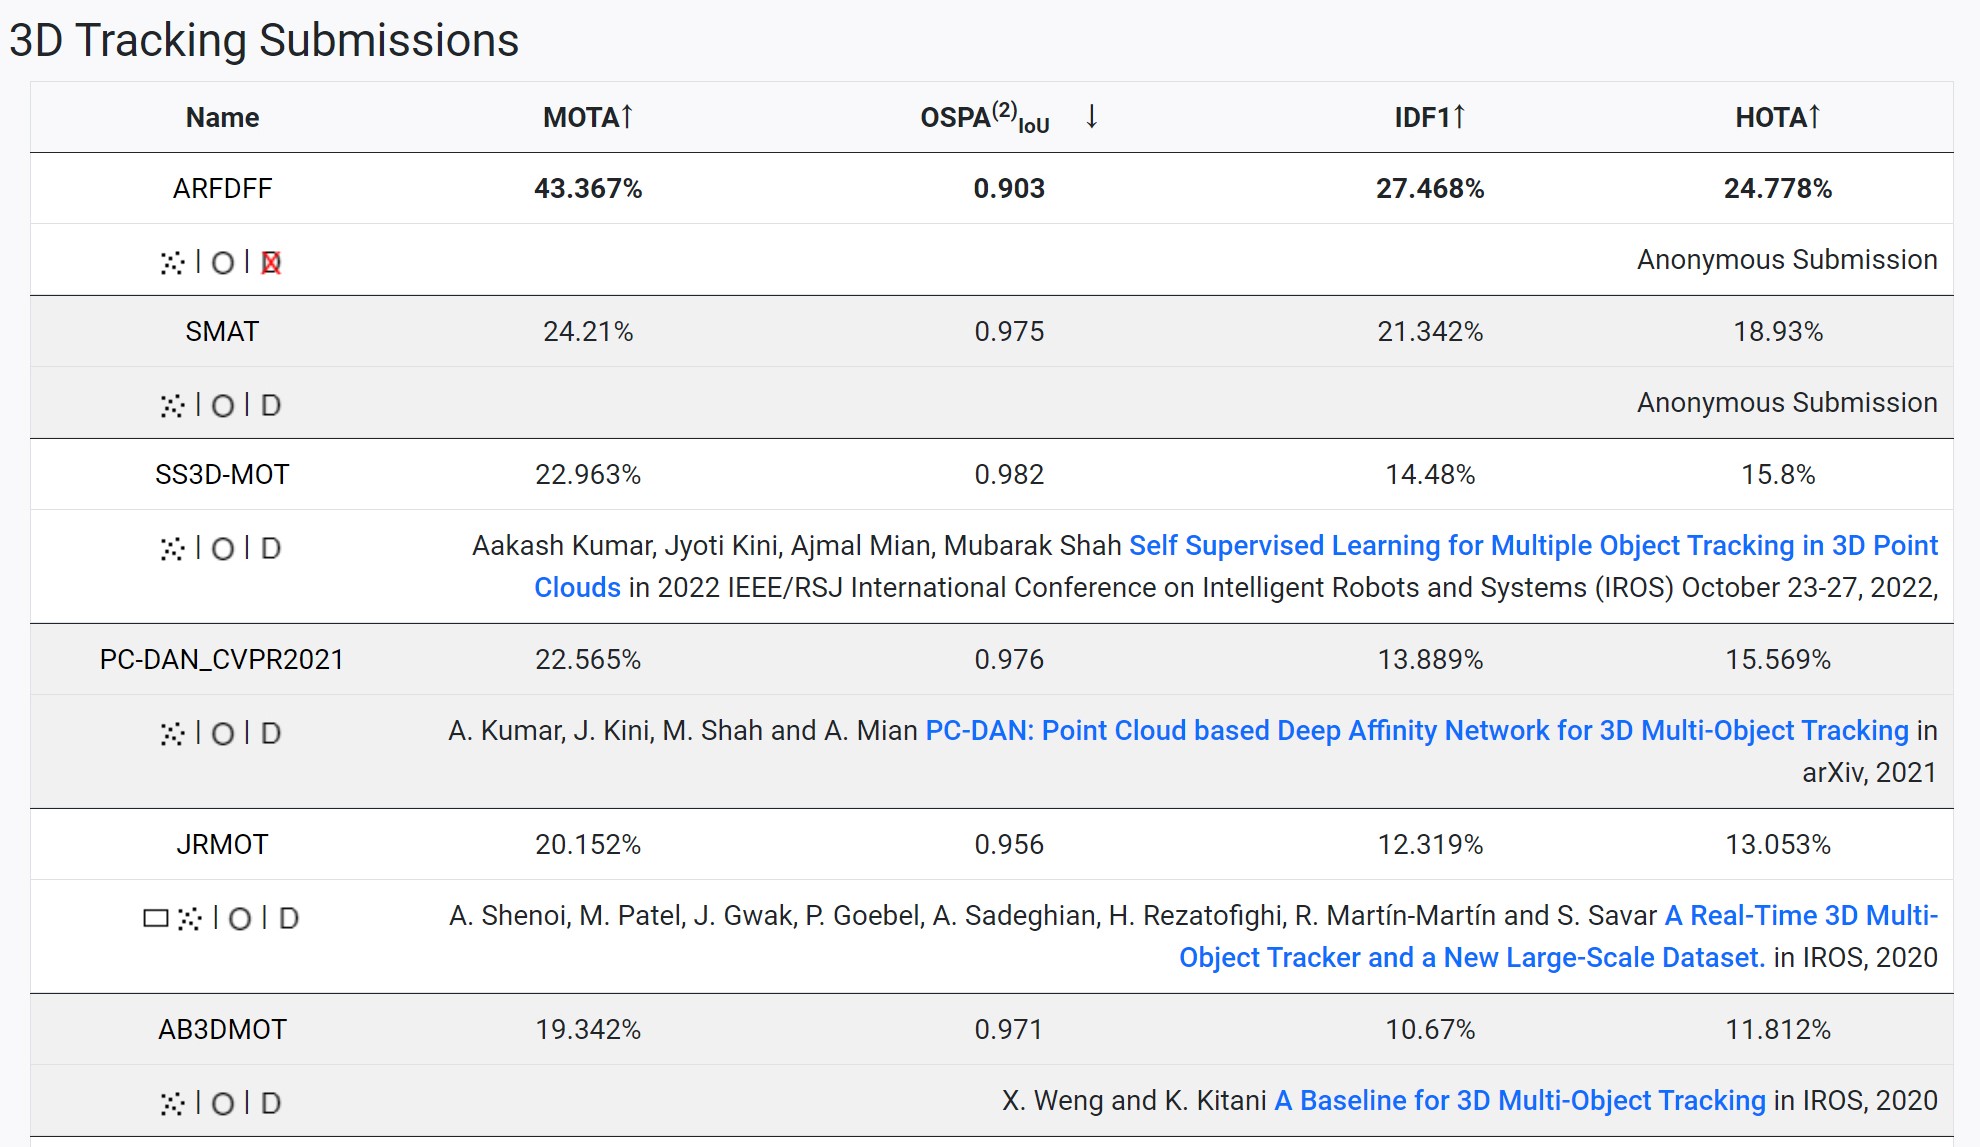 3D Tracking Submissions
Name MOTA↑ OSPA(2)IoU ↓ IDF1↑ HOTA↑
ARFDFF 43.367% 0.903 27.468% 24.778%
| O | D Anonymous Submission
SMAT 24.21% 0.975 21.342% 18.93%
| O | D Anonymous Submission
SS3D-MOT 22.963% 0.982 14.48% 15.8%
| O | D Aakash Kumar, Jyoti Kini, Ajmal Mian, Mubarak Shah Self Supervised Learning for Multiple Object Tracking in 3D Point
Clouds in 2022 IEEE/RSJ International Conference on Intelligent Robots and Systems (IROS) October 23-27, 2022,
PC-DAN_CVPR2021 22.565% 0.976 13.889% 15.569%
| O | D A. Kumar, J. Kini, M. Shah and A. Mian PC-DAN: Point Cloud based Deep Affinity Network for 3D Multi-Object Tracking in
arXiv, 2021
JRMOT 20.152% 0.956 12.319% 13.053%
| O | D A. Shenoi, M. Patel, J. Gwak, P. Goebel, A. Sadeghian, H. Rezatofighi, R. Martín-Martín and S. Savar A Real-Time 3D Multi-
Object Tracker and a New Large-Scale Dataset. in IROS, 2020
AB3DMOT 19.342% 0.971 10.67% 11.812%
| O | D X. Weng and K. Kitani A Baseline for 3D Multi-Object Tracking in IROS, 2020